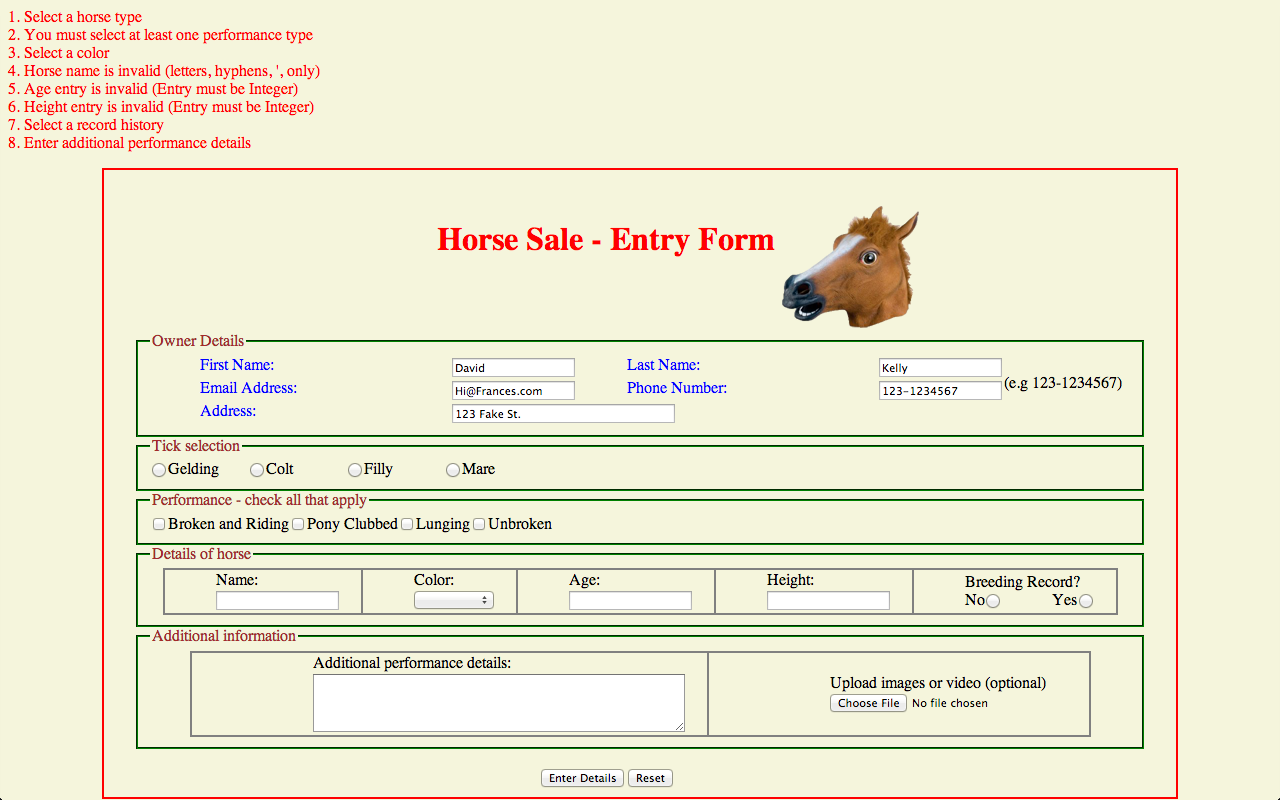 1. Select a horse type
2. You must select at least one performance type
3. Select a color
4. Horse name is invalid (letters, hyphens, ', only)
5. Age entry is invalid (Entry must be Integer)
6. Height entry is invalid (Entry must be Integer)
7. Select a record history
8. Enter additional performance details
Horse Sale - Entry Form
Owner Details
First Name: David Last Name: Kelly
Email Address: Hi@Frances.com Phone Number: 123-1234567 (e.g 123-1234567)
Address: 123 Fake St.
Tick selection
Gelding Colt Filly Mare
Performance - check all that apply
Broken and Riding Pony Clubbed Lunging Unbroken
Details of horse
Name: Color: Age: Height: Breeding Record?
No Yes
Additional information
Additional performance details:
Upload images or video (optional)
Choose File No file chosen
Enter Details Reset